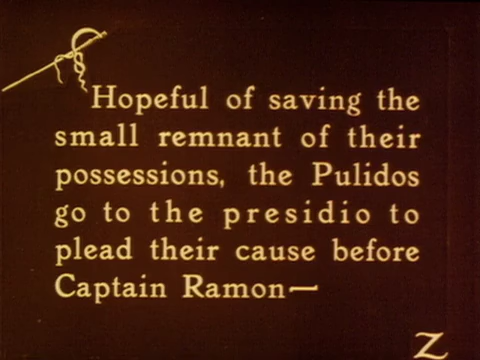 Hopeful of saving the
small remnant of their
possessions, the Pulidos
go to the presidio to
plead their cause before
Captain Ramon—
Z